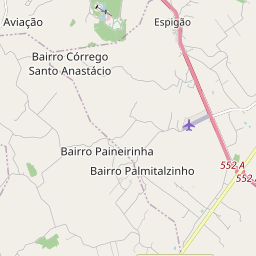 Aviação
Espigão
Bairro Córrego
Santo Anastácio
Bairro Paineirinha
552 A
Bairro Palmitalzinho
552